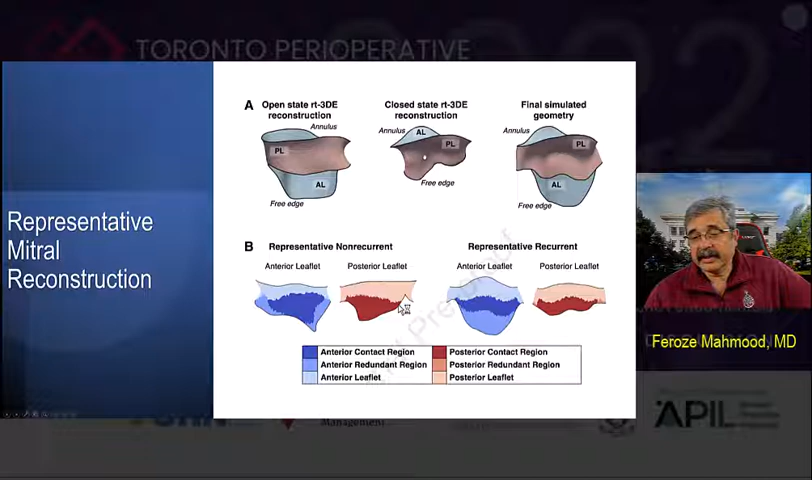 TORONTO PERIOPERATIVE
Representative
Mitral
Reconstruction
A
Open state rt-3DE
reconstruction
Annulus
PL
AL
Free edge
Closed state rt-3DE
reconstruction
Annulus
AL
PL
Free edge
Final simulated
geometry
Annulus
PL
AL
Free edge
B
Representative Nonrecurrent
Anterior Leaflet
Posterior Leaflet
Representative Recurrent
Anterior Leaflet
Posterior Leaflet
Anterior Contact Region
Anterior Redundant Region
Anterior Leaflet
Posterior Contact Region
Posterior Redundant Region
Posterior Leaflet
Feroze Mahmood, MD
Management
APIL